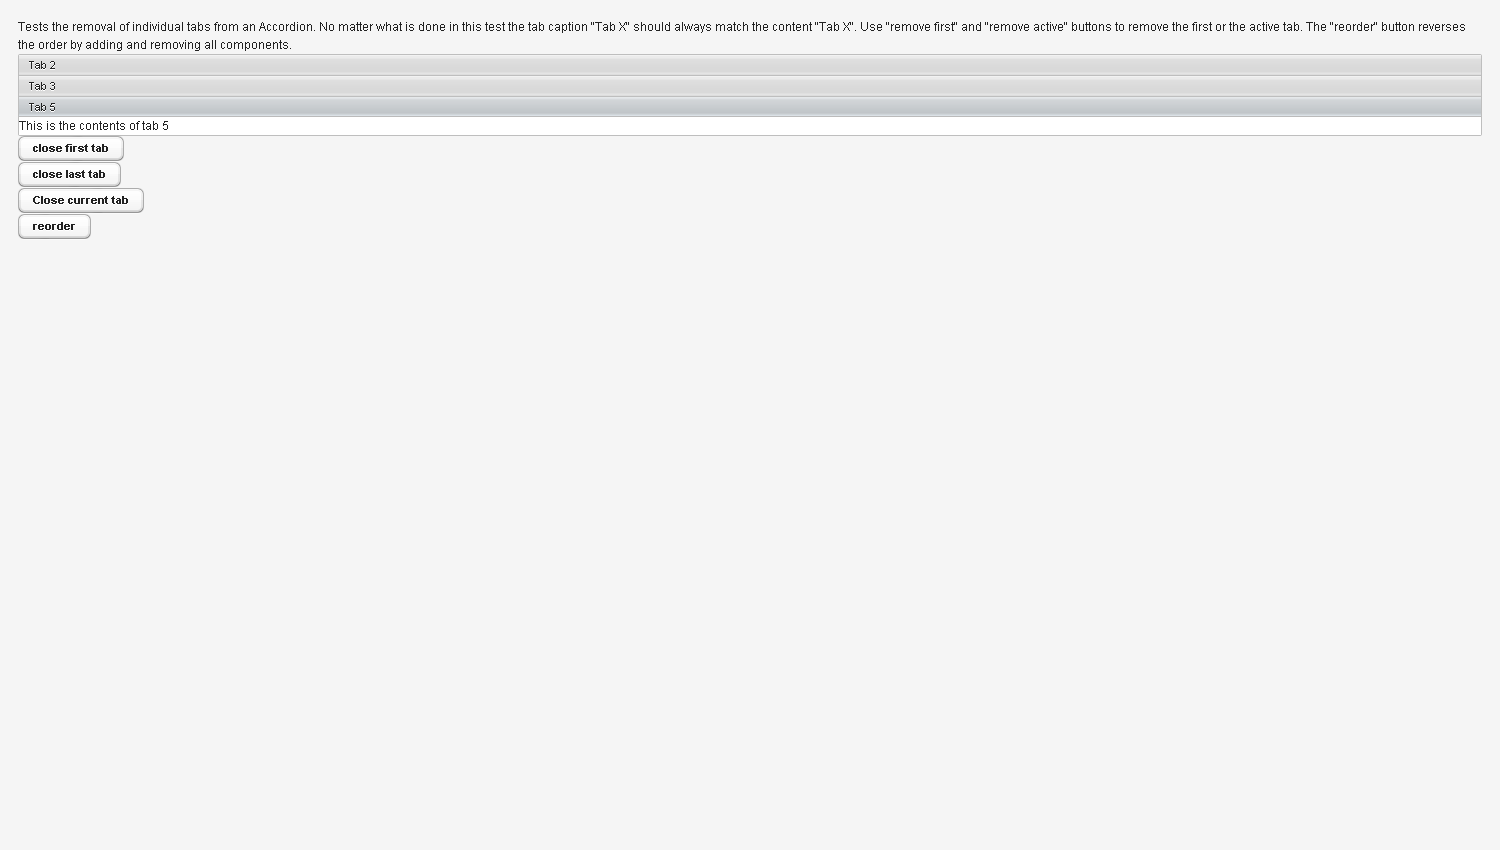 Tests the removal of individual tabs from an Accordion. No matter what is done in this test the tab caption "Tab X" should always match the content "Tab X". Use "remove first" and "remove active" buttons to remove the first or the active tab. The "reorder" button reverses
the order by adding and removing all components.
Tab 2
Tab 3
Tab 5
This is the contents of tab 5
close first tab
close last tab
Close current tab
reorder